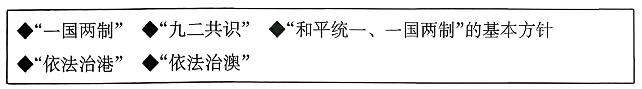 ◆“一国两制” ◆“九二共识” ◆“和平统一、一国两制”的基本方针
◆“依法治港” ◆“依法治澳”